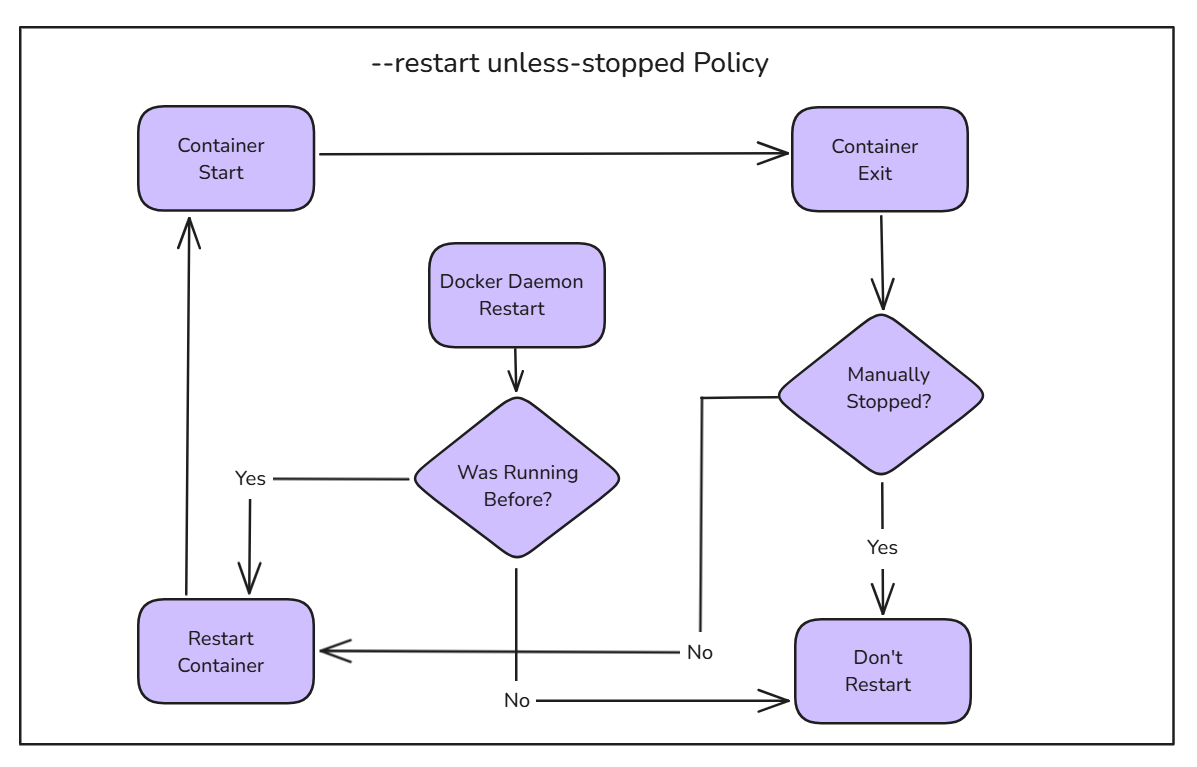 --restart unless-stopped Policy
Container
Start
Container
Exit
Docker Daemon
Restart
Manually
Stopped?
Was Running
Before?
Yes
Yes
Restart
Container
No
Don't
Restart
No